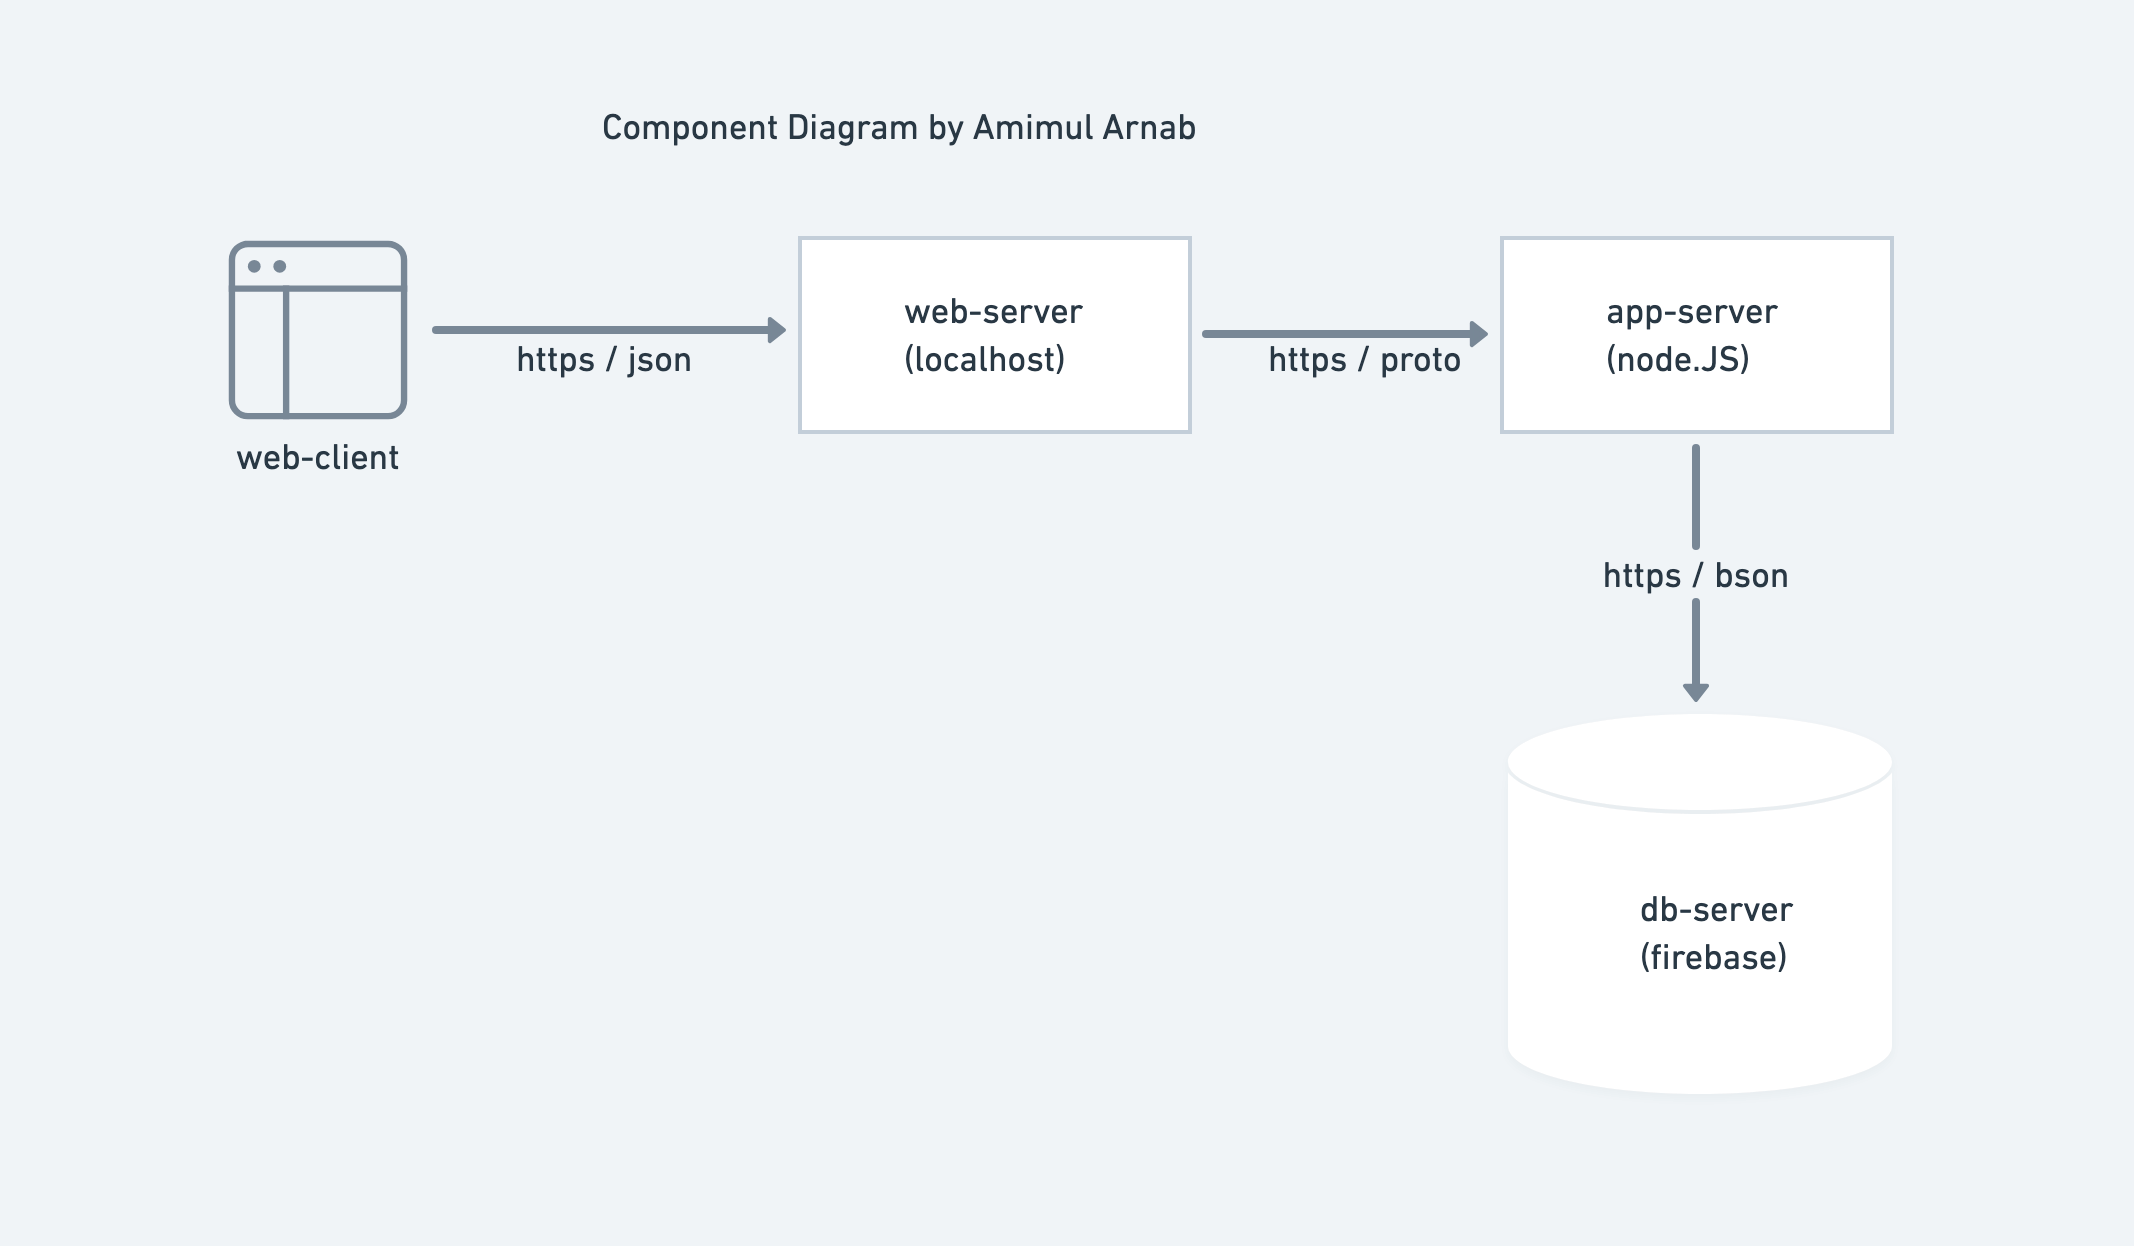 Component Diagram by Amimul Arnab
web-client
https / json
web-server
(localhost)
https / proto
app-server
(node.JS)
https / bson
db-server
(firebase)